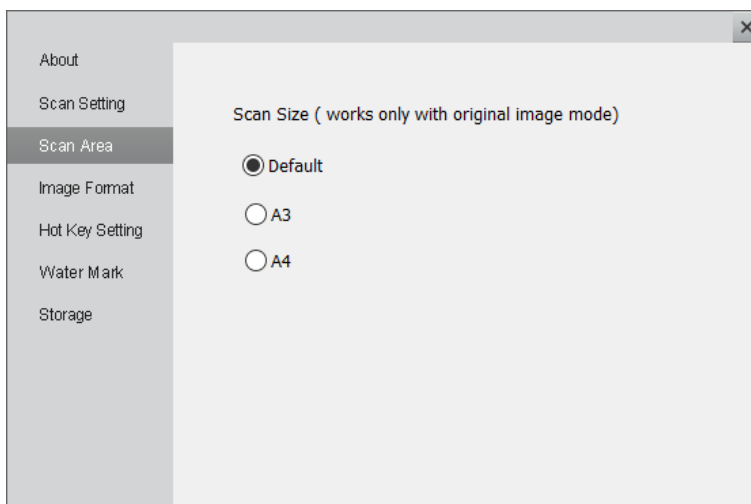 About
Scan Setting
Scan Area
Image Format
Hot Key Setting
Water Mark
Storage
Scan Size ( works only with original image mode)
Default
A3
A4